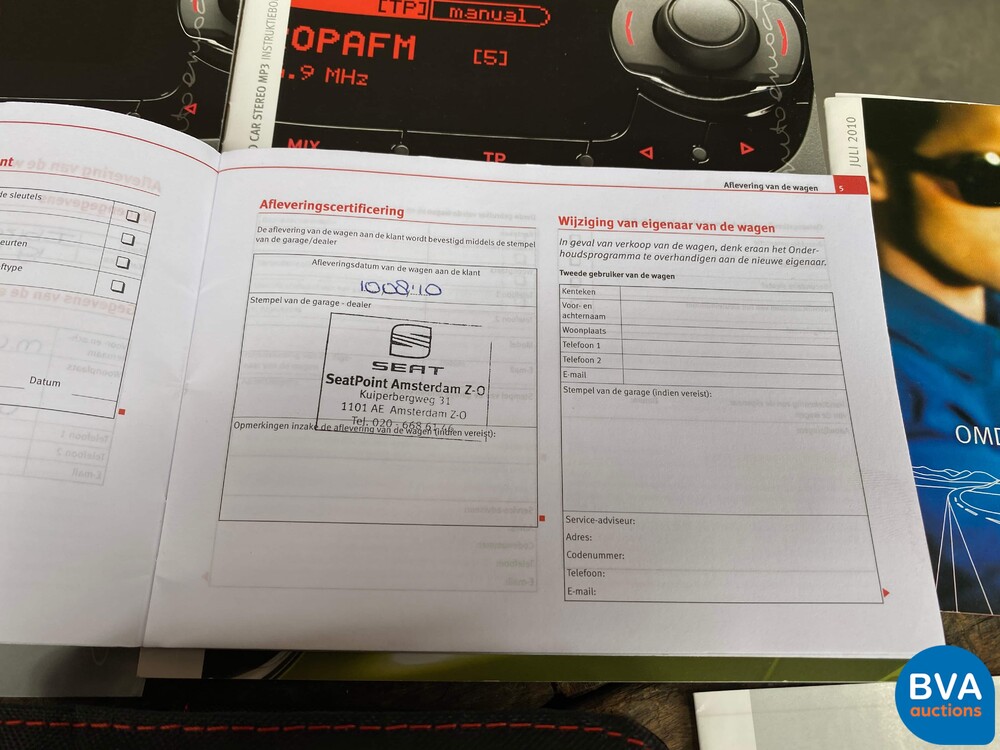 [TP] manual
OPAFM [5]
.9 MHz
MIX TP
CAR STEREO MP3 INSTRUCTIEBO
JULI 2010
Aflevering van de wagen 5
nt
e sleutels
eurten
ftype
Datum
Afleveringscertificering
De aflevering van de wagen aan de klant wordt bevestigd middels de stempel
van de garage/dealer
Afleveringsdatum van de wagen aan de klant
10 08 10
Stempel van de garage - dealer
SEAT
SeatPoint Amsterdam Z-O
Kuiperbergweg 31
1101 AE Amsterdam Z-O
Tel. 020 - 668 61
Opmerkingen inzake de aflevering van de wagen (indien vereist):
Wijziging van eigenaar van de wagen
In geval van verkoop van de wagen, denk eraan het Onder-
houdsprogramma te overhandigen aan de nieuwe eigenaar.
Tweede gebruiker van de wagen
Kenteken
Voor- en
achternaam
Woonplaats
Telefoon 1
Telefoon 2
E-mail
Stempel van de garage (indien vereist):
Service-adviseur:
Adres:
Codenummer:
Telefoon:
E-mail:
OMD
BVA
auctions